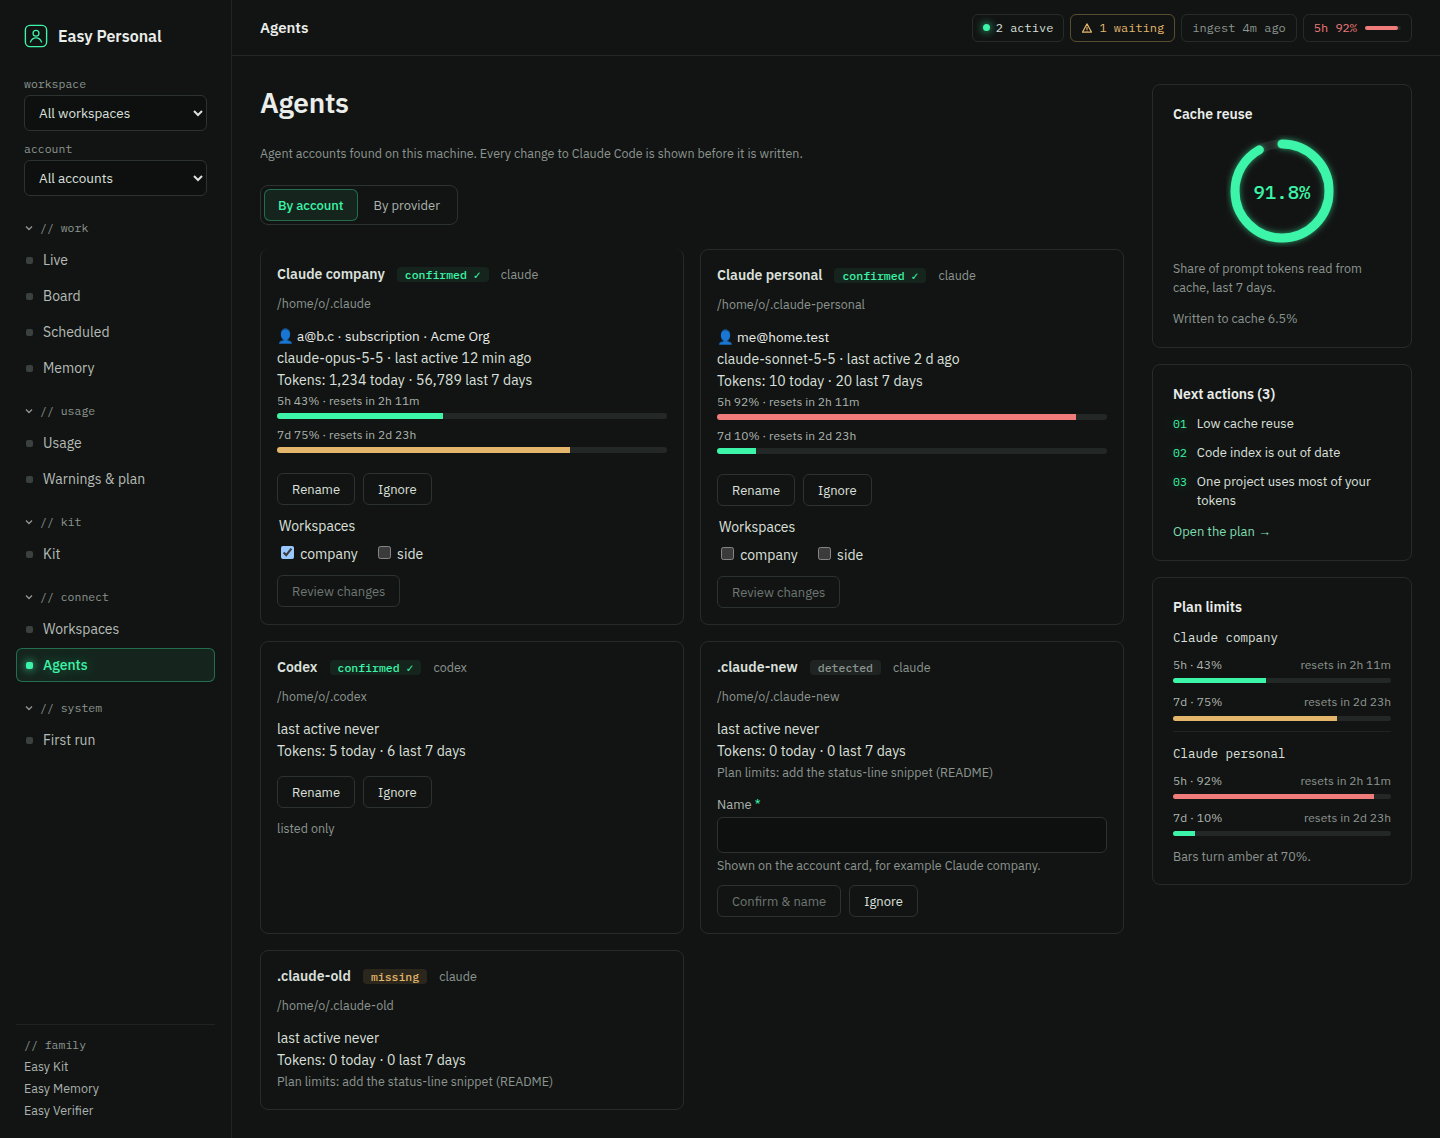 Easy Personal
workspace
All workspaces
account
All accounts
// work
Live
Board
Scheduled
Memory
// usage
Usage
Warnings & plan
// kit
Kit
// connect
Workspaces
Agents
// system
First run
// family
Easy Kit
Easy Memory
Easy Verifier
Agents
2 active
1 waiting
ingest 4m ago
5h 92%
Agents
Agent accounts found on this machine. Every change to Claude Code is shown before it is written.
By account
By provider
Claude company confirmed ✓ claude
/home/o/.claude
👤 a@b.c · subscription · Acme Org
claude-opus-5-5 · last active 12 min ago
Tokens: 1,234 today · 56,789 last 7 days
5h 43% · resets in 2h 11m
7d 75% · resets in 2d 23h
Rename
Ignore
Workspaces
company
side
Review changes
Claude personal confirmed ✓ claude
/home/o/.claude-personal
👤 me@home.test
claude-sonnet-5-5 · last active 2 d ago
Tokens: 10 today · 20 last 7 days
5h 92% · resets in 2h 11m
7d 10% · resets in 2d 23h
Rename
Ignore
Workspaces
company
side
Review changes
Codex confirmed ✓ codex
/home/o/.codex
last active never
Tokens: 5 today · 6 last 7 days
Rename
Ignore
listed only
.claude-new detected claude
/home/o/.claude-new
last active never
Tokens: 0 today · 0 last 7 days
Plan limits: add the status-line snippet (README)
Name *
Shown on the account card, for example Claude company.
Confirm & name
Ignore
.claude-old missing claude
/home/o/.claude-old
last active never
Tokens: 0 today · 0 last 7 days
Plan limits: add the status-line snippet (README)
Cache reuse
91.8%
Share of prompt tokens read from
cache, last 7 days.
Written to cache 6.5%
Next actions (3)
01 Low cache reuse
02 Code index is out of date
03 One project uses most of your
tokens
Open the plan →
Plan limits
Claude company
5h · 43% resets in 2h 11m
7d · 75% resets in 2d 23h
Claude personal
5h · 92% resets in 2h 11m
7d · 10% resets in 2d 23h
Bars turn amber at 70%.